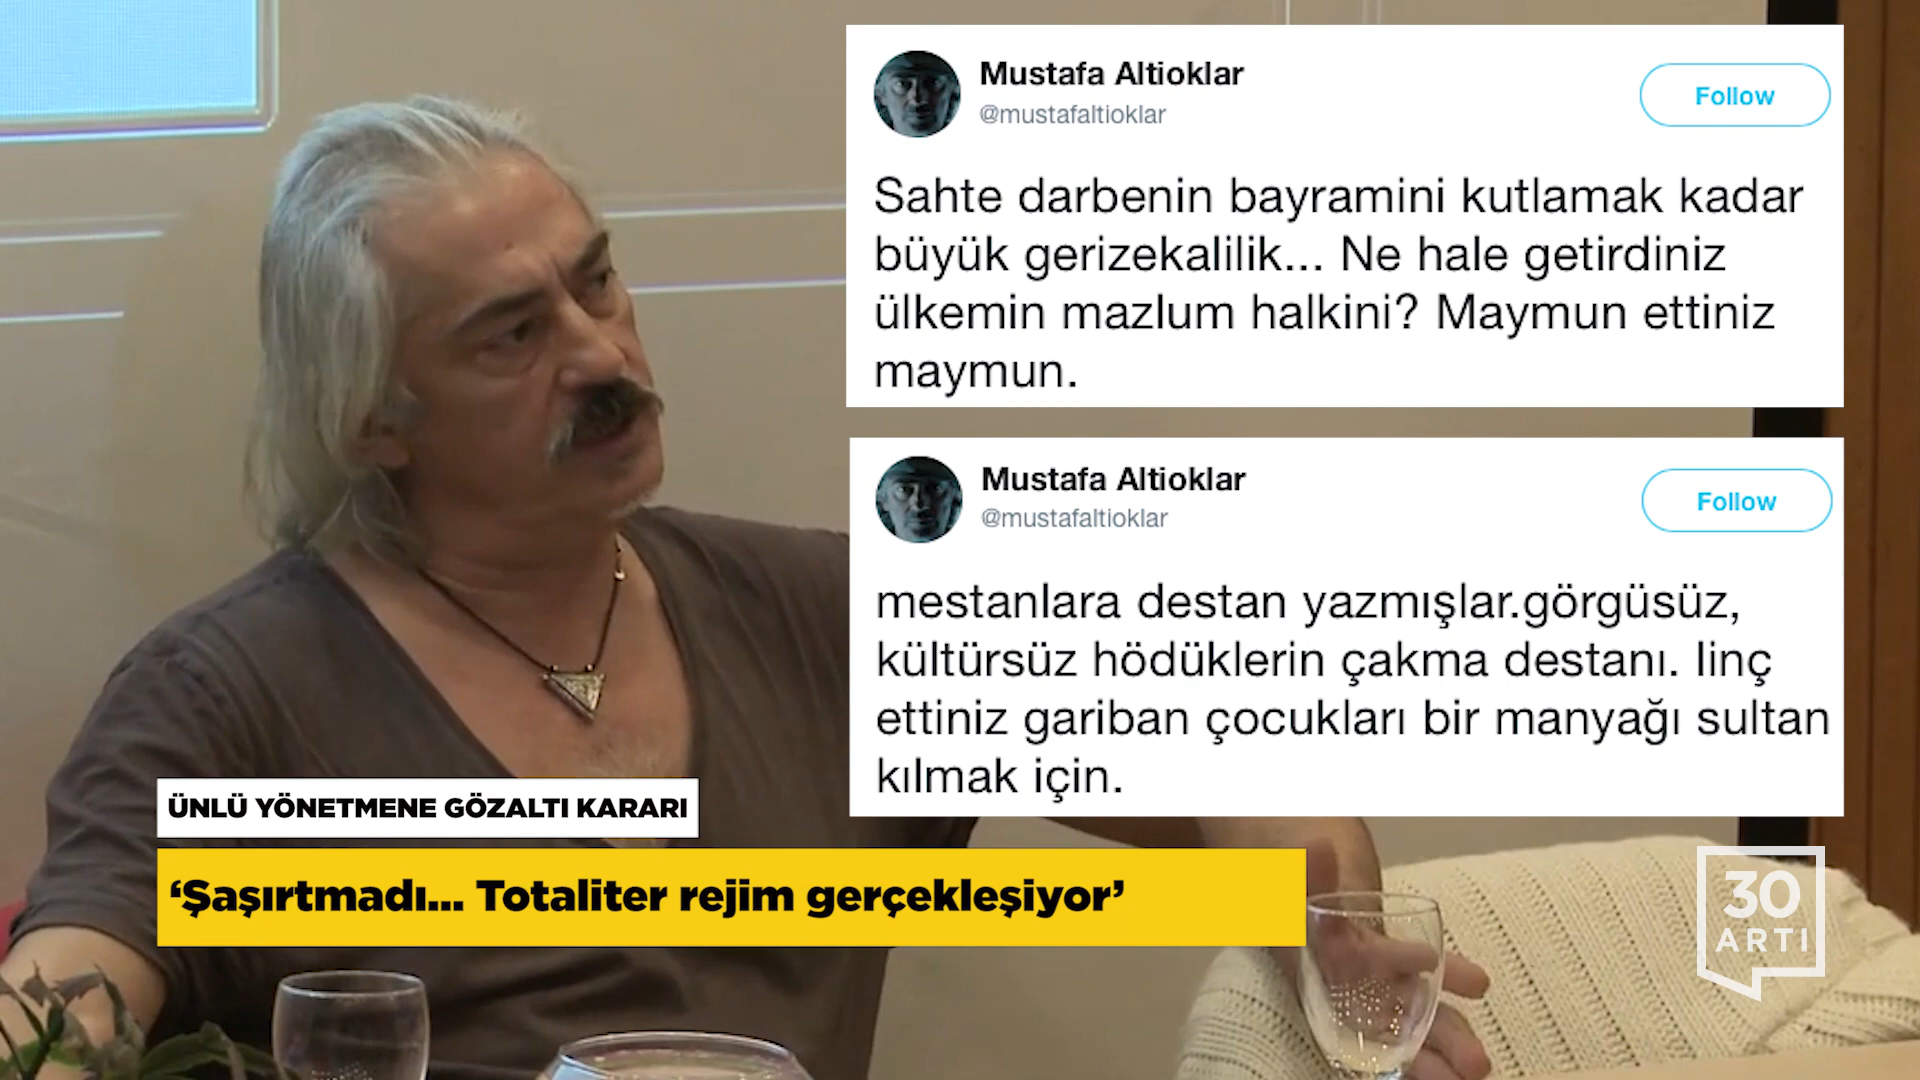 Mustafa Altioklar
@mustafaltioklar
Follow
Sahte darbenin bayramini kutlamak kadar
büyük gerizekalilik... Ne hale getirdiniz
ülkemin mazlum halkini? Maymun ettiniz
maymun.
Mustafa Altioklar
@mustafaltioklar
Follow
mestanlara destan yazmışlar.görgüsüz,
kültürsüz hödüklerin çakma destanı. linç
ettiniz gariban çocukları bir manyağı sultan
kılmak için.
ÜNLÜ YÖNETMENE GÖZALTI KARARI
‘Şaşırtmadı... Totaliter rejim gerçekleşiyor’
30
ARTI